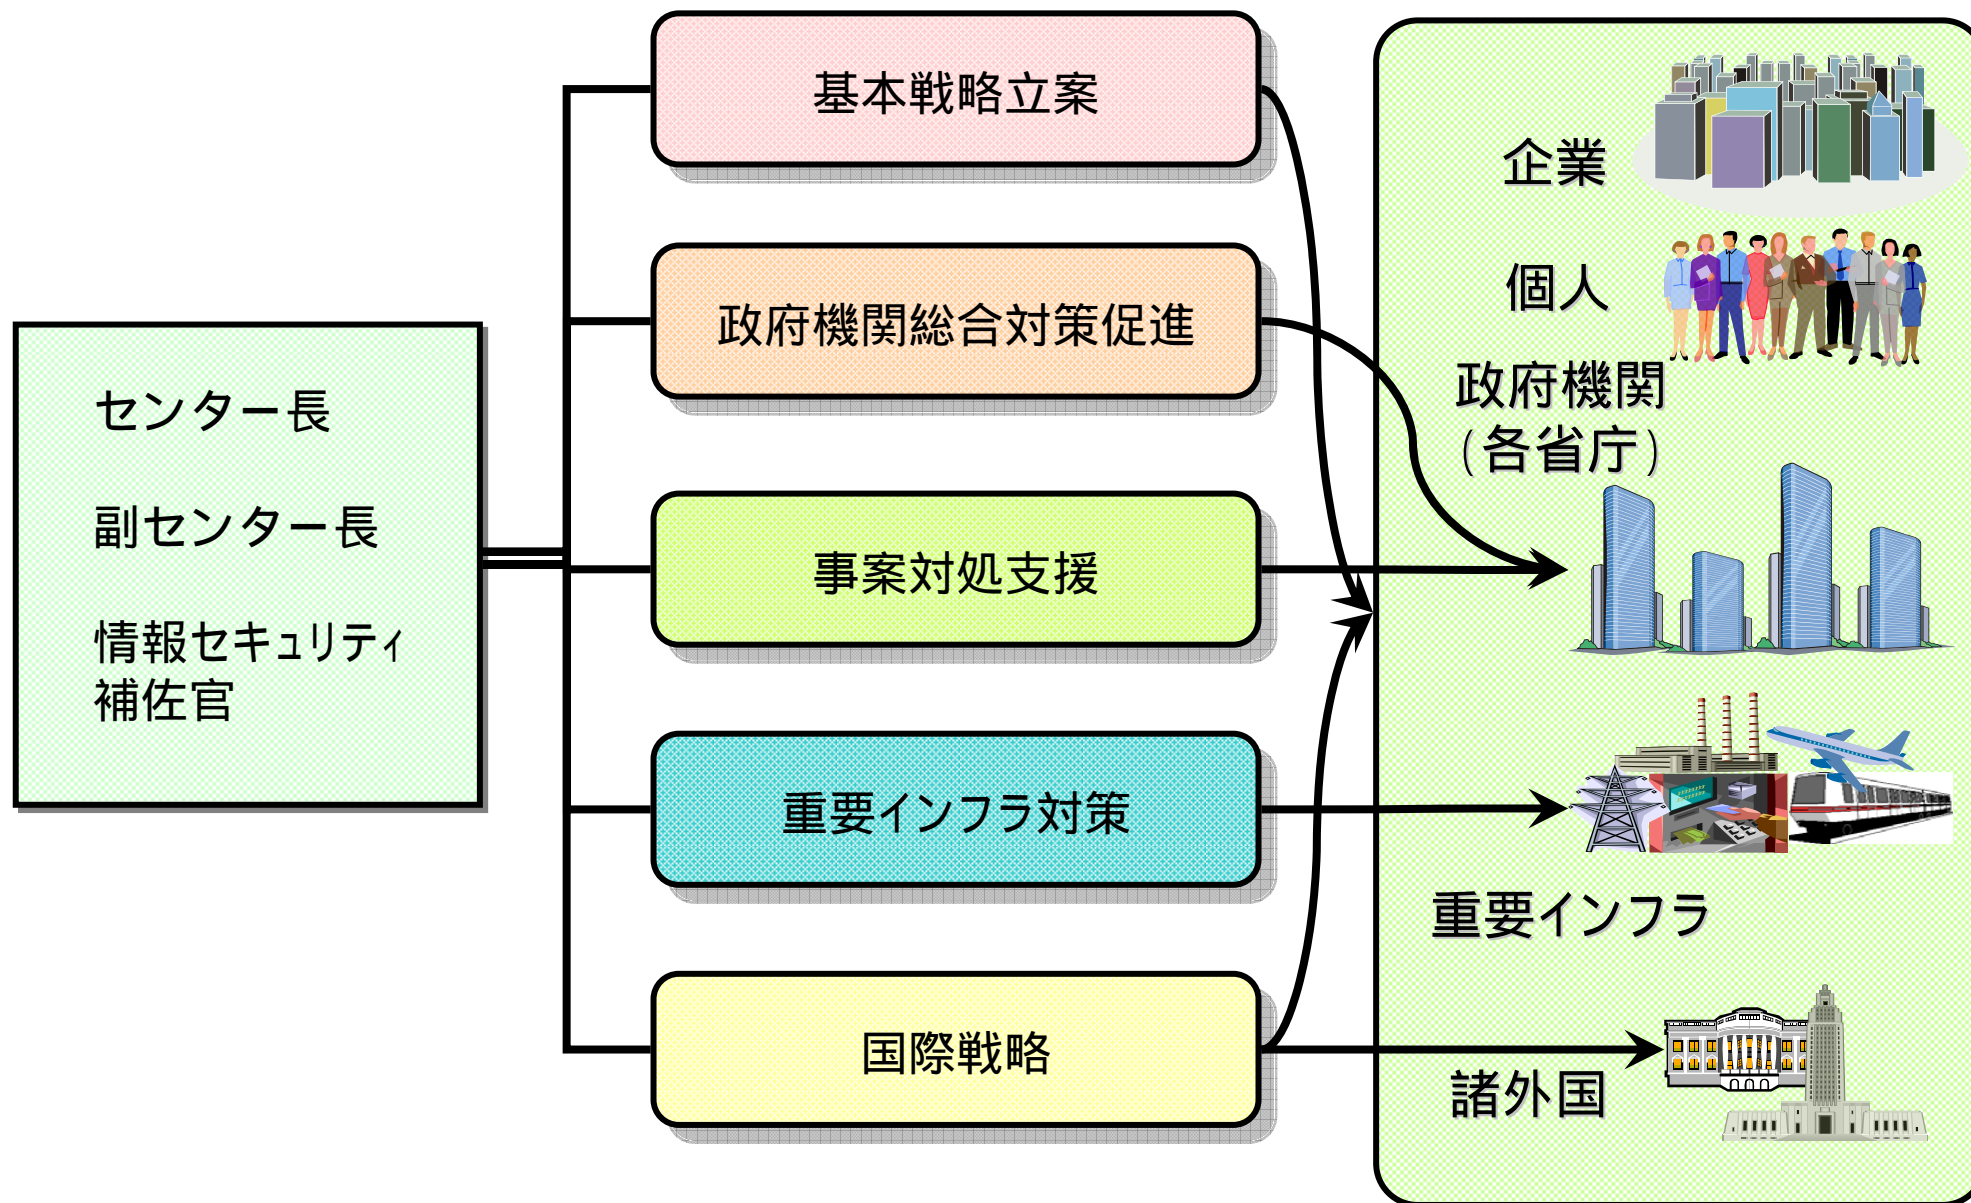 センター長
副センター長
情報セキュリティ
補佐官
基本戦略立案
政府機関総合対策促進
事案対処支援
重要インフラ対策
国際戦略
企業
個人
政府機関
(各省庁)
重要インフラ
諸外国